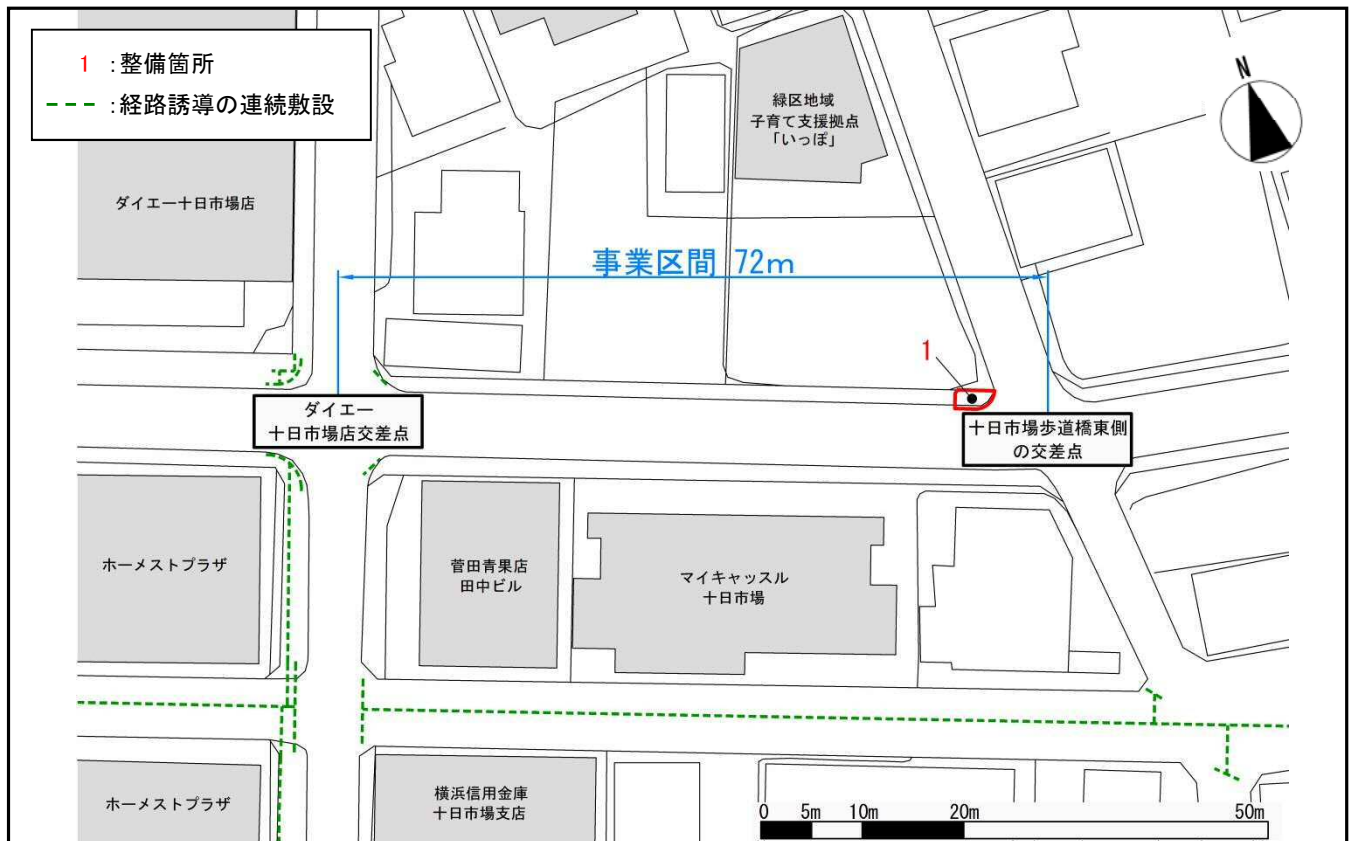 1 :整備箇所
:経路誘導の連続敷設
N
緑区地域
子育て支援拠点
「いっぽ」
ダイエー十日市場店
事業区間 72m
1
ダイエー
十日市場店交差点
十日市場歩道橋東側
の交差点
ホーメストプラザ
菅田青果店
田中ビル
マイキャッスル
十日市場
ホーメストプラザ
横浜信用金庫
十日市場支店
0 5m 10m 20m 50m